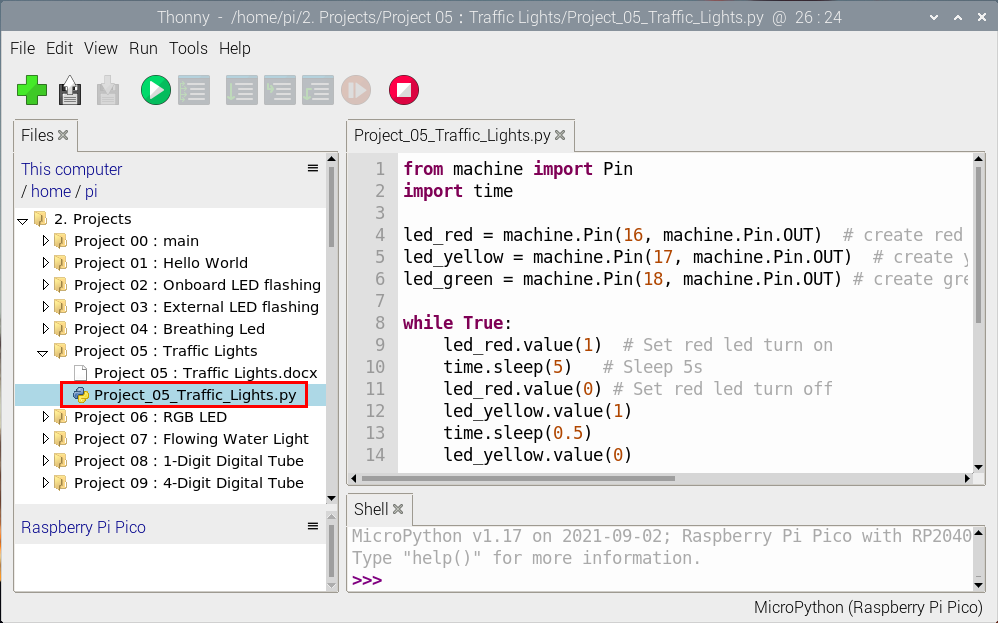 Thonny - /home/pi/2. Projects/Project 05 : Traffic Lights/Project_05_Traffic_Lights.py @ 26 : 24
File Edit View Run Tools Help
Files
This computer
/ home / pi
2. Projects
Project 00 : main
Project 01 : Hello World
Project 02 : Onboard LED flashing
Project 03 : External LED flashing
Project 04 : Breathing Led
Project 05 : Traffic Lights
Project 05 : Traffic Lights.docx
Project_05_Traffic_Lights.py
Project 06 : RGB LED
Project 07 : Flowing Water Light
Project 08 : 1-Digit Digital Tube
Project 09 : 4-Digit Digital Tube
Raspberry Pi Pico
Project_05_Traffic_Lights.py
1 from machine import Pin
2 import time
3
4 led_red = machine.Pin(16, machine.Pin.OUT)  # create red
5 led_yellow = machine.Pin(17, machine.Pin.OUT)  # create y
6 led_green = machine.Pin(18, machine.Pin.OUT) # create gre
7
8 while True:
9     led_red.value(1)  # Set red led turn on
10     time.sleep(5)   # Sleep 5s
11     led_red.value(0) # Set red led turn off
12     led_yellow.value(1)
13     time.sleep(0.5)
14     led_yellow.value(0)
Shell
MicroPython v1.17 on 2021-09-02; Raspberry Pi Pico with RP2040
Type "help()" for more information.
>>>
MicroPython (Raspberry Pi Pico)